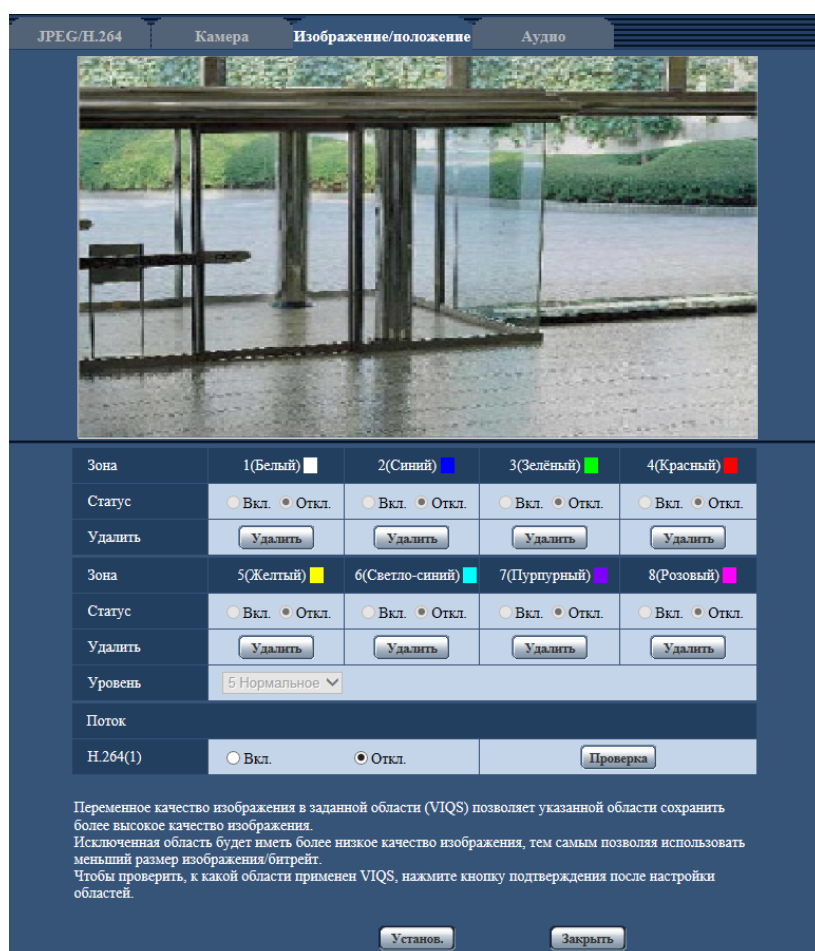 JPEG/H.264 Камера Изображение/положение Аудио
Зона 1(Белый) 2(Синий) 3(Зелёный) 4(Красный)
Статус Вкл. Откл. Вкл. Откл. Вкл. Откл. Вкл. Откл.
Удалить Удалить Удалить Удалить Удалить
Зона 5(Желтый) 6(Светло-синий) 7(Пурпурный) 8(Розовый)
Статус Вкл. Откл. Вкл. Откл. Вкл. Откл. Вкл. Откл.
Удалить Удалить Удалить Удалить Удалить
Уровень 5 Нормальное
Поток
H.264(1) Вкл. Откл. Проверка
Переменное качество изображения в заданной области (VIQS) позволяет указанной области сохранить
более высокое качество изображения.
Исключенная область будет иметь более низкое качество изображения, тем самым позволяя использовать
меньший размер изображения/битрейт.
Чтобы проверить, к какой области применен VIQS, нажмите кнопку подтверждения после настройки
областей.
Установ. Закрыть